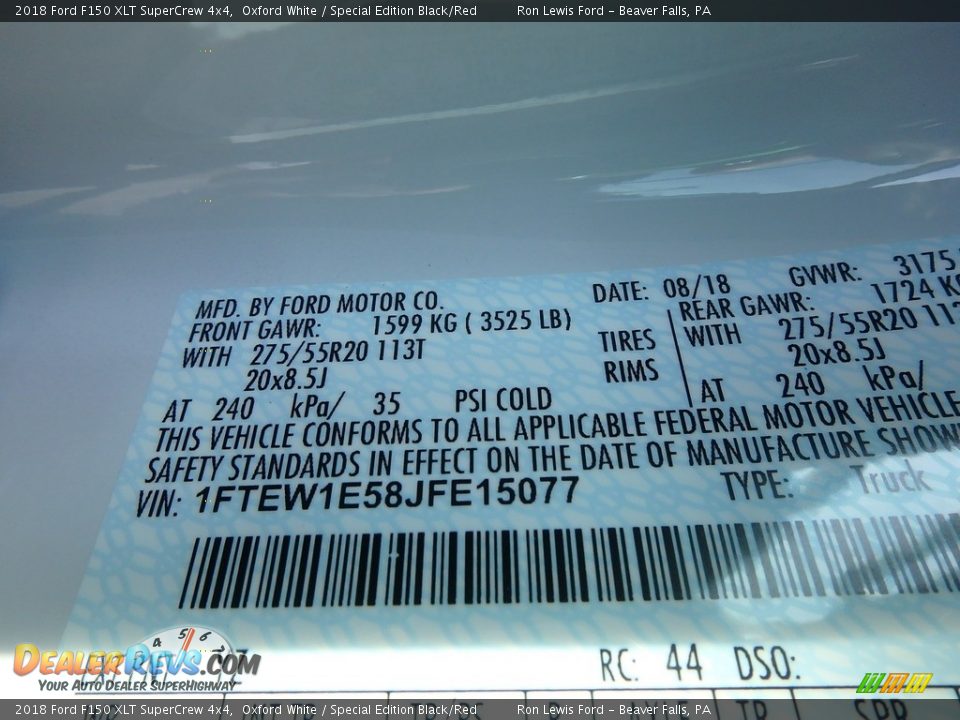 2018 Ford F150 XLT SuperCrew 4x4, Oxford White / Special Edition Black/Red Ron Lewis Ford - Beaver Falls, PA
MFD. BY FORD MOTOR CO. DATE: 08/18 GVWR: 3175
FRONT GAWR: 1599 KG ( 3525 LB) REAR GAWR: 1724 KG
WITH 275/55R20 113T TIRES WITH 275/55R20
20x8.5J RIMS 20x8.5J
AT 240 kPa/ 35 PSI COLD AT 240 kPa/
THIS VEHICLE CONFORMS TO ALL APPLICABLE FEDERAL MOTOR VEHICLE
SAFETY STANDARDS IN EFFECT ON THE DATE OF MANUFACTURE SHOW
VIN: 1FTEW1E58JFE15077 TYPE: Truck
RC: 44 DSO:
4 5 6
DealerRevs.com
Your Auto Dealer SuperHighway
2018 Ford F150 XLT SuperCrew 4x4, Oxford White / Special Edition Black/Red Ron Lewis Ford - Beaver Falls, PA